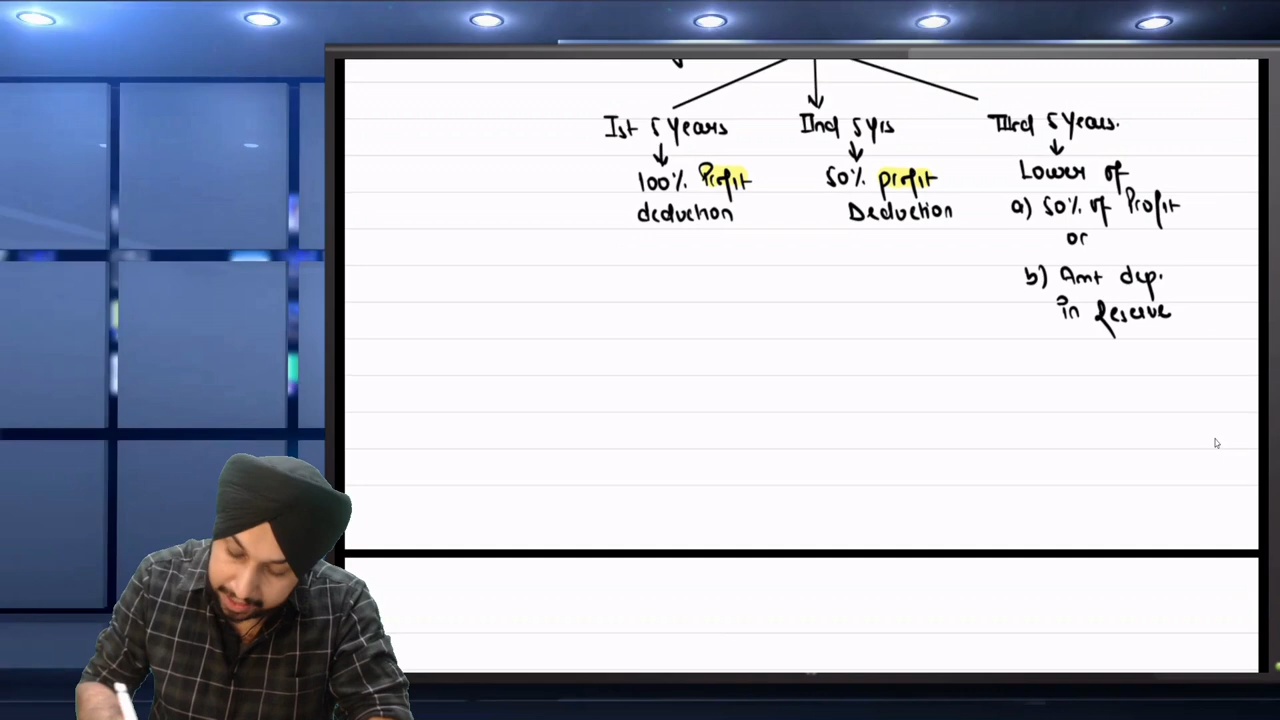 Ist 5 Years
100% Profit
deduction
IInd 5 yrs
50% profit
Deduction
IIIrd 5 Years.
Lower of
a) 50% of Profit
or
b) Amt dep.
in Reserve